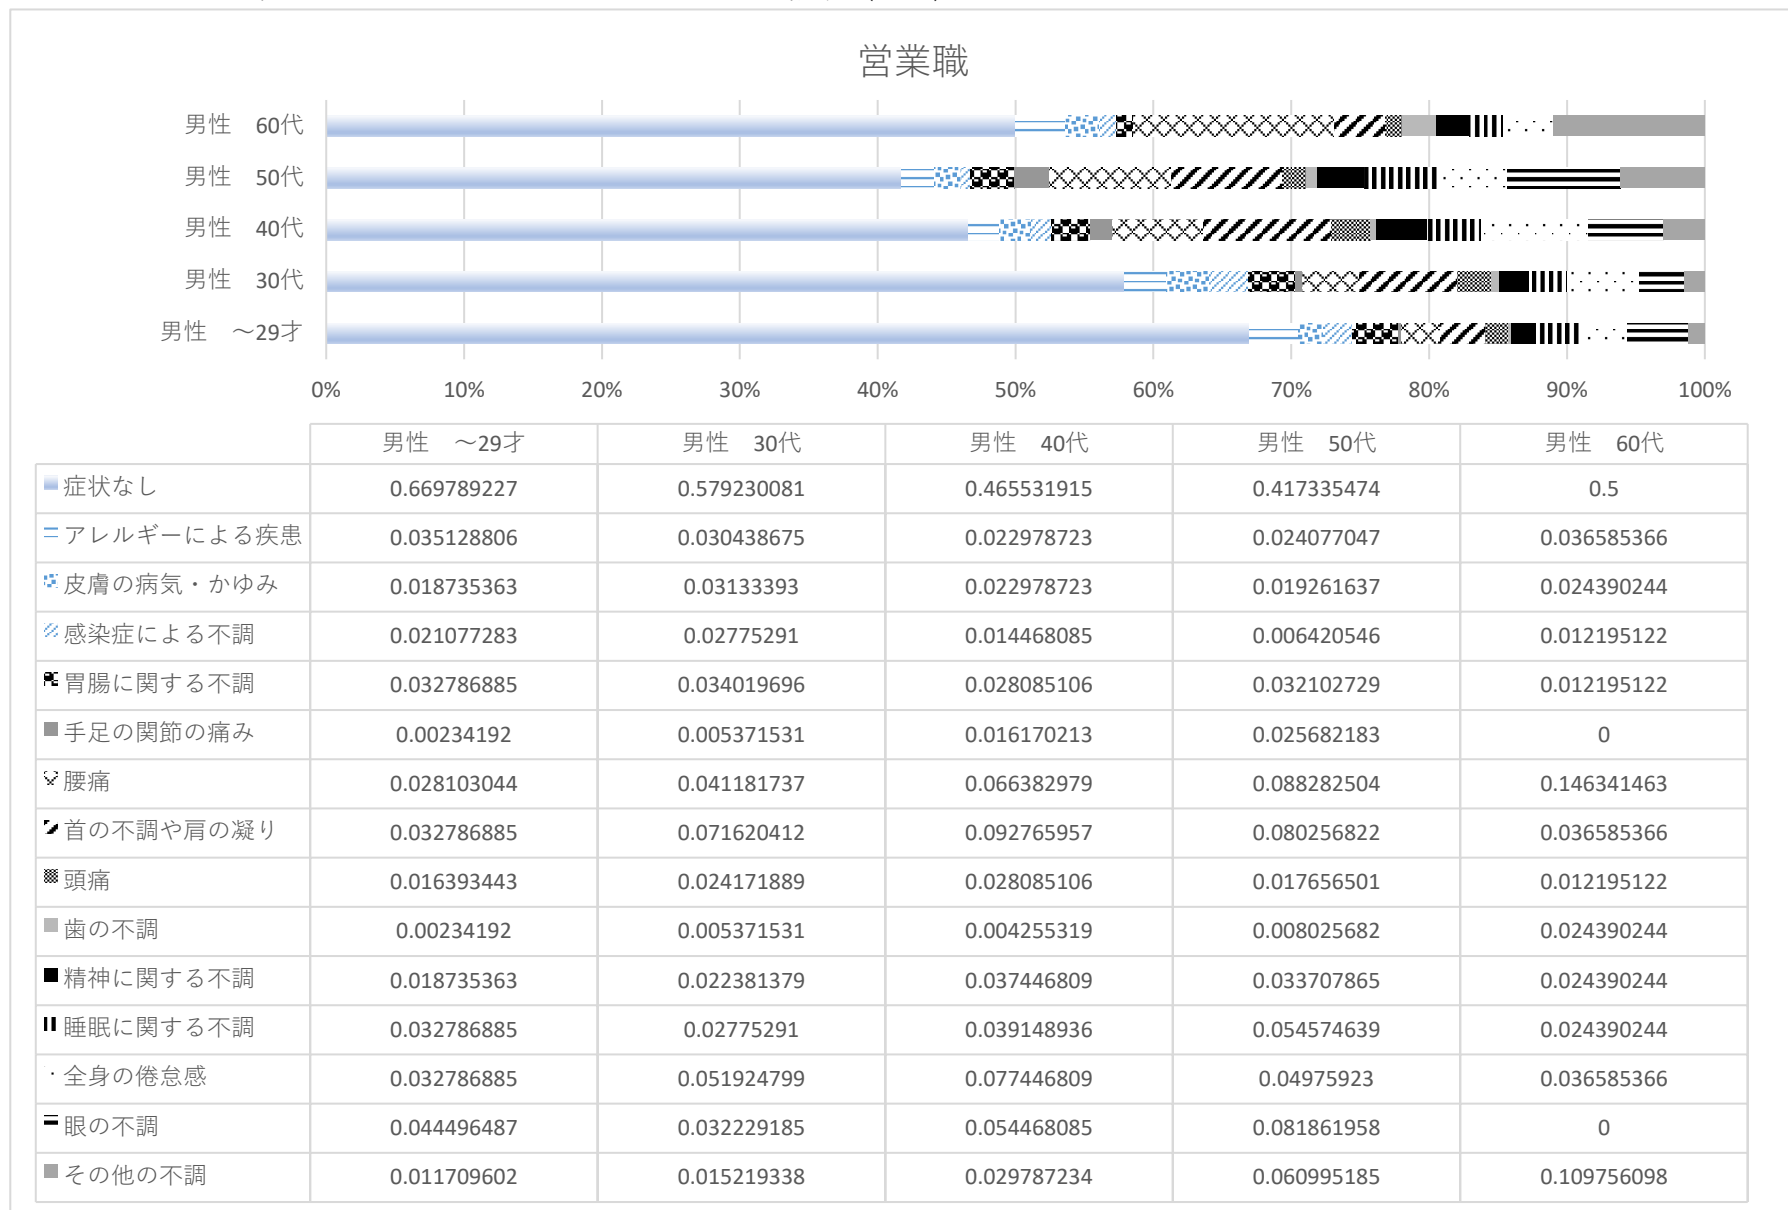 営業職
男性　60代
男性　50代
男性　40代
男性　30代
男性　～29才
0% 10% 20% 30% 40% 50% 60% 70% 80% 90% 100%
男性　～29才 男性　30代 男性　40代 男性　50代 男性　60代
症状なし 0.669789227 0.579230081 0.465531915 0.417335474 0.5
アレルギーによる疾患 0.035128806 0.030438675 0.022978723 0.024077047 0.036585366
皮膚の病気・かゆみ 0.018735363 0.03133393 0.022978723 0.019261637 0.024390244
感染症による不調 0.021077283 0.02775291 0.014468085 0.006420546 0.012195122
胃腸に関する不調 0.032786885 0.034019696 0.028085106 0.032102729 0.012195122
手足の関節の痛み 0.00234192 0.005371531 0.016170213 0.025682183 0
腰痛 0.028103044 0.041181737 0.066382979 0.088282504 0.146341463
首の不調や肩の凝り 0.032786885 0.071620412 0.092765957 0.080256822 0.036585366
頭痛 0.016393443 0.024171889 0.028085106 0.017656501 0.012195122
歯の不調 0.00234192 0.005371531 0.004255319 0.008025682 0.024390244
精神に関する不調 0.018735363 0.022381379 0.037446809 0.033707865 0.024390244
睡眠に関する不調 0.032786885 0.02775291 0.039148936 0.054574639 0.024390244
全身の倦怠感 0.032786885 0.051924799 0.077446809 0.04975923 0.036585366
眼の不調 0.044496487 0.032229185 0.054468085 0.081861958 0
その他の不調 0.011709602 0.015219338 0.029787234 0.060995185 0.109756098